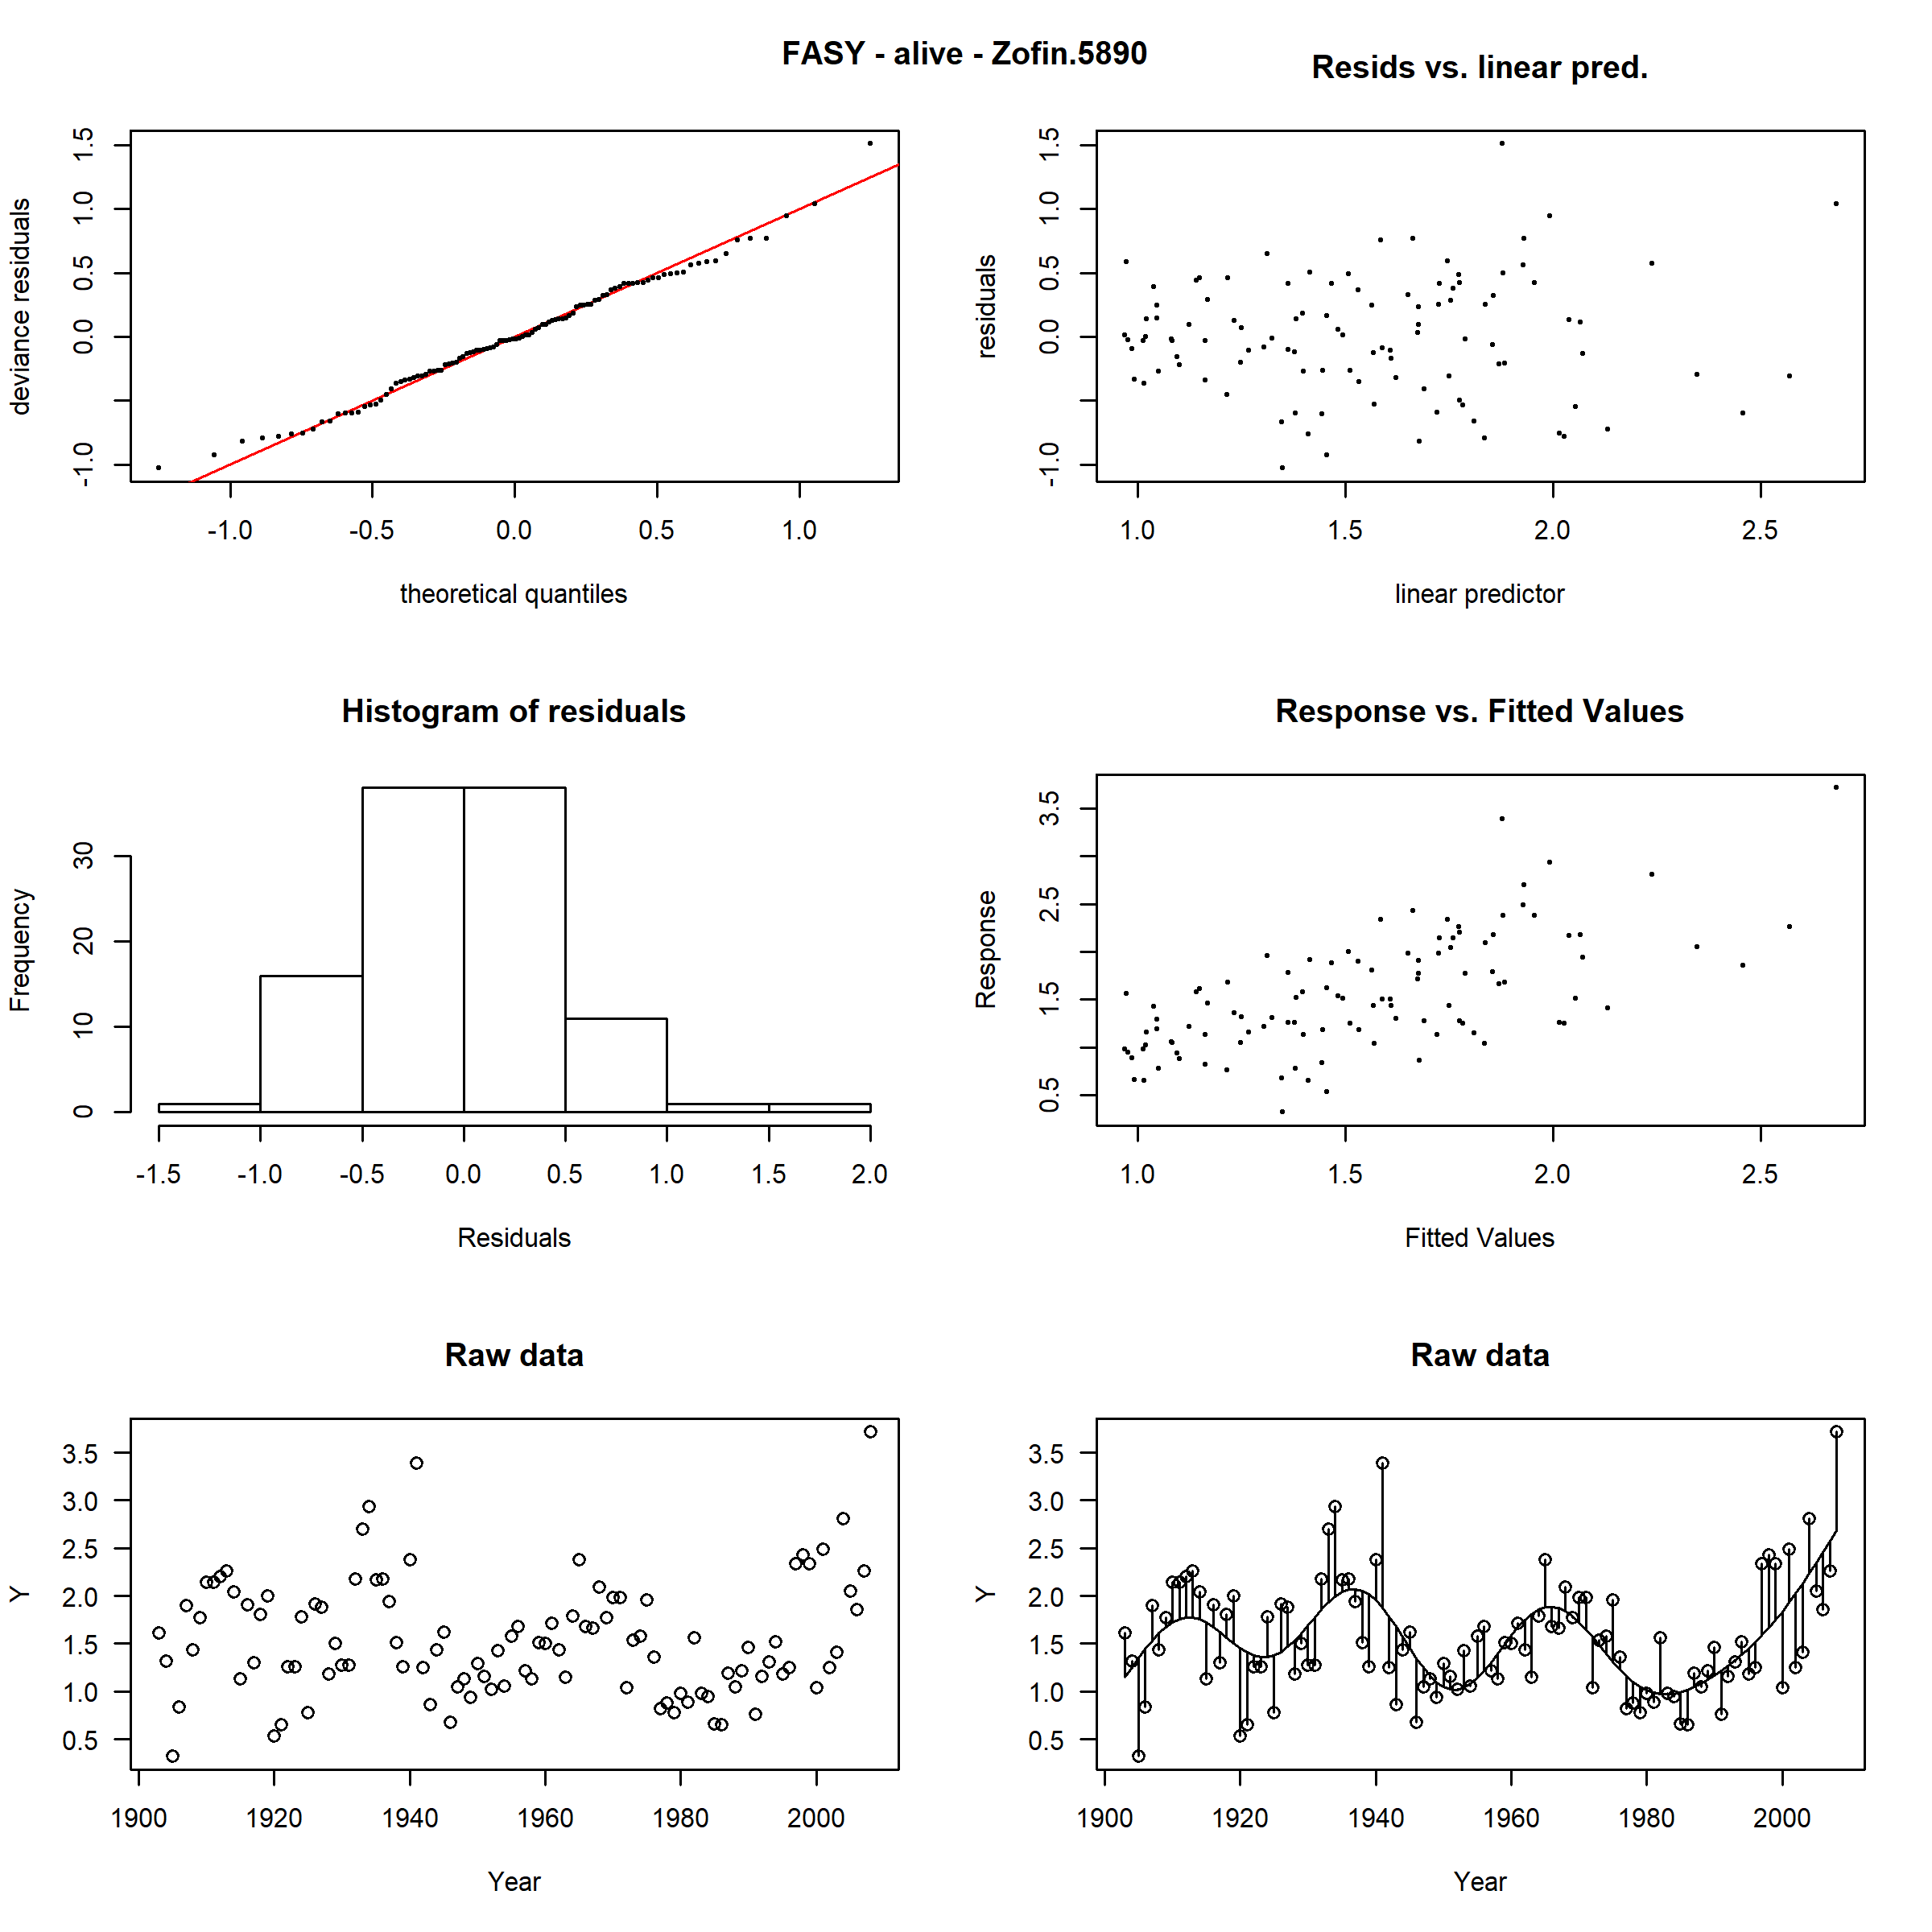 FASY - alive - Zofin.5890
Resids vs. linear pred.
deviance residuals
-1.0 0.0 0.5 1.0 1.5
-1.0 -0.5 0.0 0.5 1.0
theoretical quantiles
residuals
-1.0 0.0 0.5 1.0 1.5
1.0 1.5 2.0 2.5
linear predictor
Histogram of residuals
Frequency
0 10 20 30
-1.5 -1.0 -0.5 0.0 0.5 1.0 1.5 2.0
Residuals
Response vs. Fitted Values
Response
0.5 1.5 2.5 3.5
1.0 1.5 2.0 2.5
Fitted Values
Raw data
Y
3.5
3.0
2.5
2.0
1.5
1.0
0.5
1900 1920 1940 1960 1980 2000
Year
Raw data
Y
3.5
3.0
2.5
2.0
1.5
1.0
0.5
1900 1920 1940 1960 1980 2000
Year